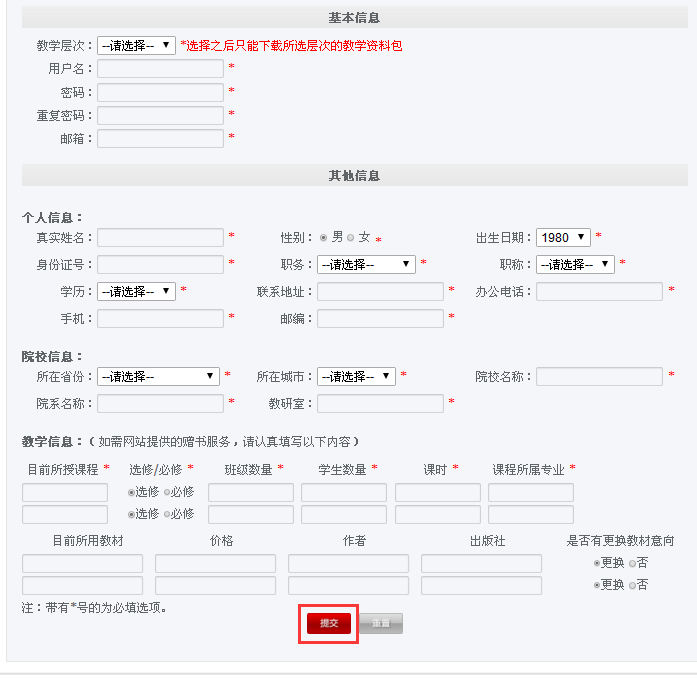 基本信息
教学层次： --请选择-- *选择之后只能下载所选层次的教学资料包
用户名： *
密码： *
重复密码： *
邮箱： *
其他信息
个人信息：
真实姓名： * 性别： 男 女 * 出生日期： 1980 *
身份证号： * 职务： --请选择-- * 职称： --请选择-- *
学历： --请选择-- * 联系地址： * 办公电话： *
手机： * 邮编： *
院校信息：
所在省份： --请选择-- * 所在城市： --请选择-- * 院校名称： *
院系名称： * 教研室： *
教学信息：（如需网站提供的赠书服务，请认真填写以下内容）
目前所授课程 * 选修/必修 * 班级数量 * 学生数量 * 课时 * 课程所属专业 *
选修 必修
选修 必修
目前所用教材 价格 作者 出版社 是否有更换教材意向
更换 否
更换 否
注：带有*号的为必填选项。
提交 重置